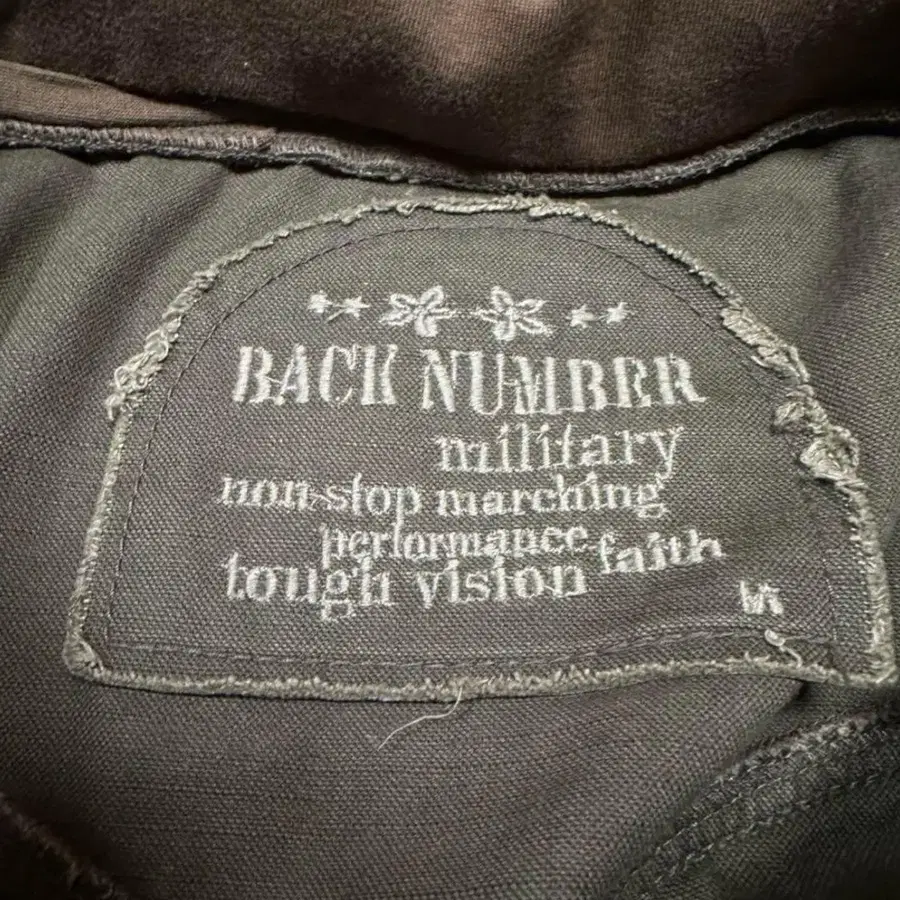 BACK NUMBER
military
non-stop marching
performance
tough vision faith
M